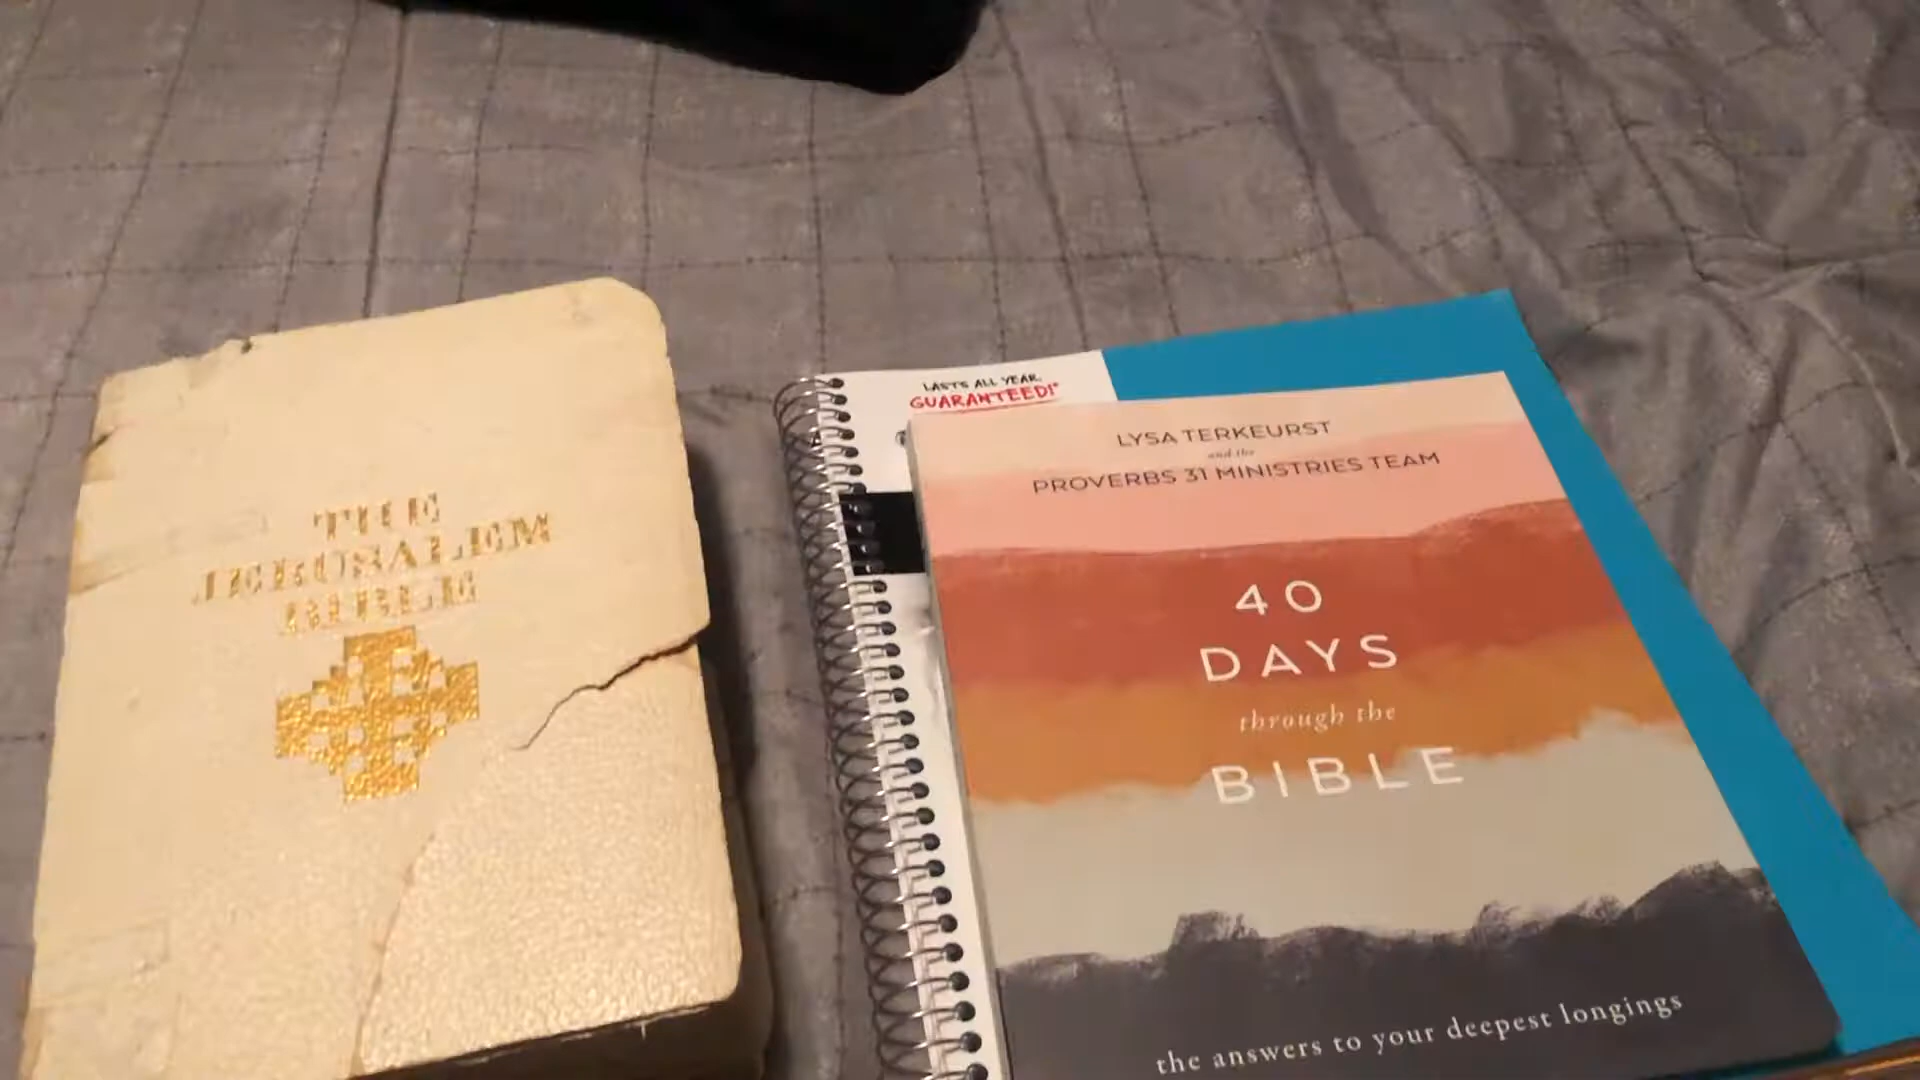 THE
JERUSALEM
BIBLE
LASTS ALL YEAR.
GUARANTEED!*
LYSA TERKEURST
and the
PROVERBS 31 MINISTRIES TEAM
40
DAYS
through the
BIBLE
the answers to your deepest longings